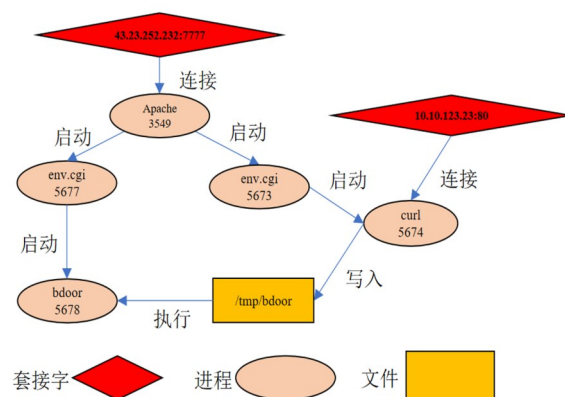 43.23.252.232:7777
连接
Apache
3549
10.10.123.23:80
启动
启动
env.cgi
5677
env.cgi
5673
启动
连接
curl
5674
启动
写入
bdoor
5678
/tmp/bdoor
执行
套接字
进程
文件